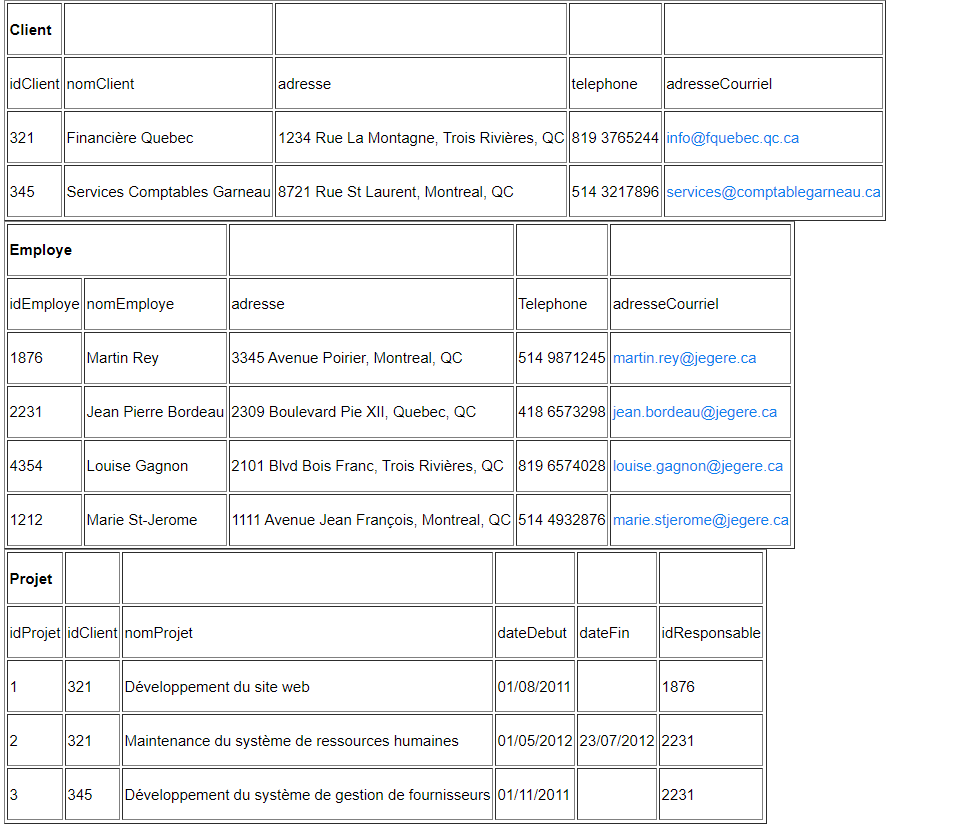 Client
idClient nomClient adresse telephone adresseCourriel
321 Financière Quebec 1234 Rue La Montagne, Trois Rivières, QC 819 3765244 info@fquebec.qc.ca
345 Services Comptables Garneau 8721 Rue St Laurent, Montreal, QC 514 3217896 services@comptablegarneau.ca
Employe
idEmploye nomEmploye adresse Telephone adresseCourriel
1876 Martin Rey 3345 Avenue Poirier, Montreal, QC 514 9871245 martin.rey@jegere.ca
2231 Jean Pierre Bordeau 2309 Boulevard Pie XII, Quebec, QC 418 6573298 jean.bordeau@jegere.ca
4354 Louise Gagnon 2101 Blvd Bois Franc, Trois Rivières, QC 819 6574028 louise.gagnon@jegere.ca
1212 Marie St-Jerome 1111 Avenue Jean François, Montreal, QC 514 4932876 marie.stjerome@jegere.ca
Projet
idProjet idClient nomProjet dateDebut dateFin idResponsable
1 321 Développement du site web 01/08/2011 1876
2 321 Maintenance du système de ressources humaines 01/05/2012 23/07/2012 2231
3 345 Développement du système de gestion de fournisseurs 01/11/2011 2231